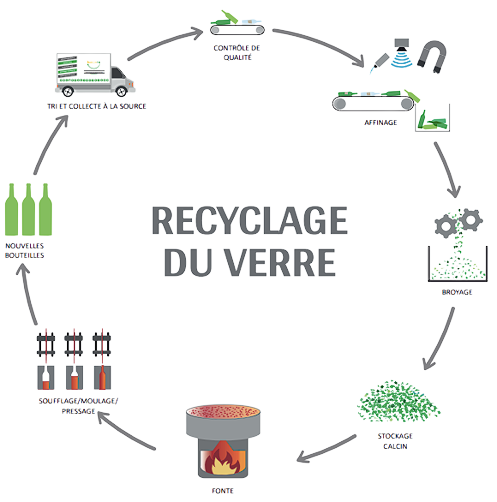 CONTRÔLE DE
QUALITÉ
TRI ET COLLECTE À LA SOURCE
AFFINAGE
RECYCLAGE
DU VERRE
NOUVELLES
BOUTEILLES
BROYAGE
SOUFFLAGE/MOULAGE/
PRESSAGE
STOCKAGE
CALCIN
FONTE